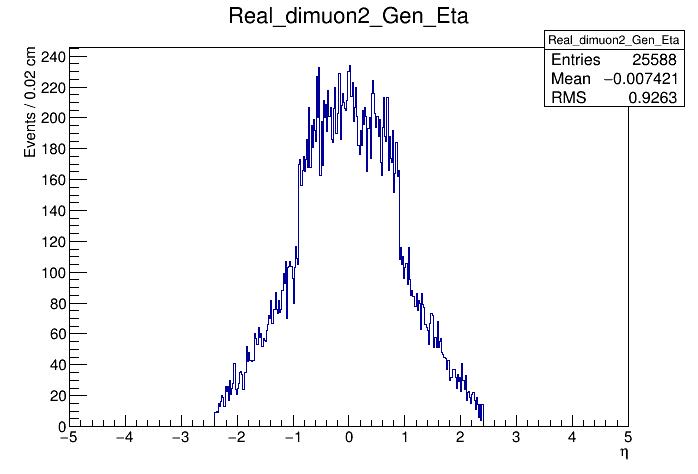 Real_dimuon2_Gen_Eta
Real_dimuon2_Gen_Eta
Entries 25588
Mean −0.007421
RMS 0.9263
Events / 0.02 cm
240
220
200
180
160
140
120
100
80
60
40
20
0
−5 −4 −3 −2 −1 0 1 2 3 4 5
η